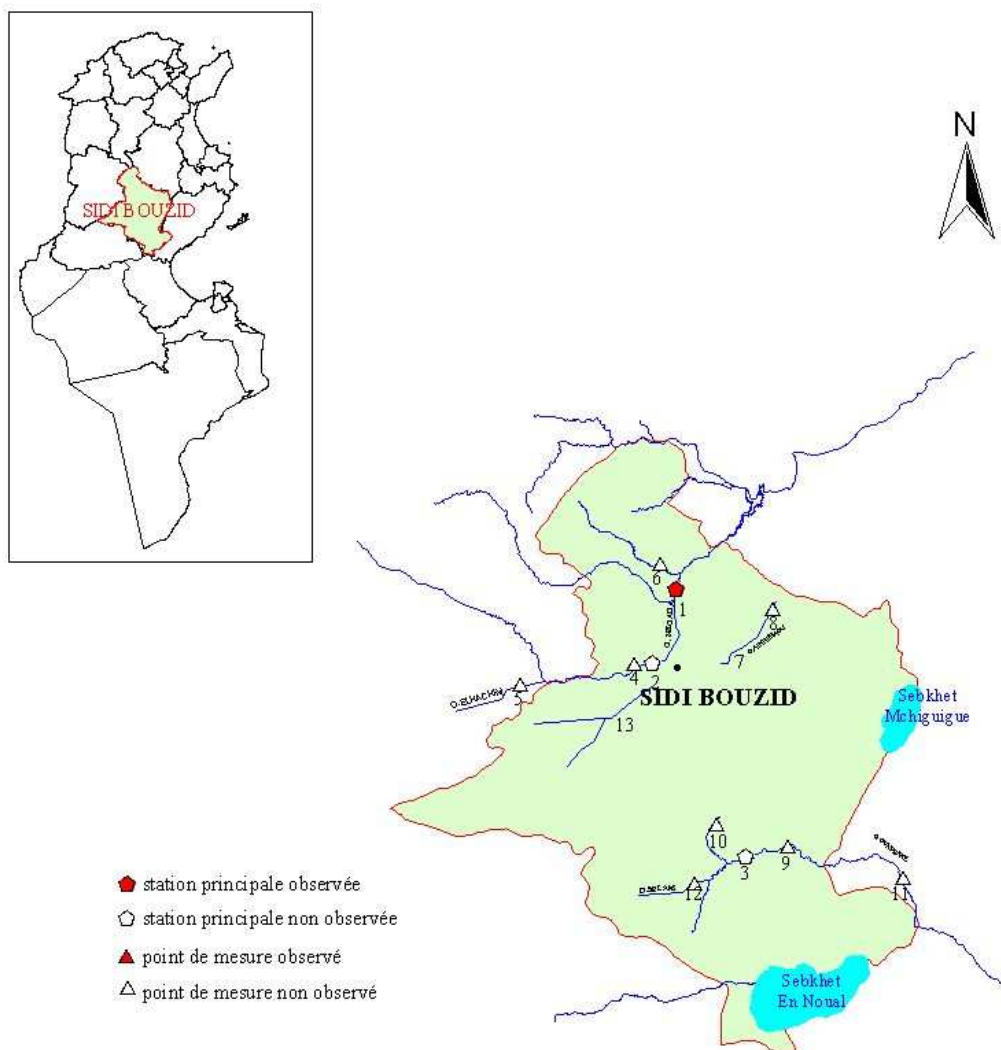 SIDI BOUZID
N
6
1
8
7
4
2
SIDI BOUZID
O. ELHACHIM
5
13
Sebkhet
Mchiguigue
10
3
9
12
11
station principale observée
station principale non observée
point de mesure observé
point de mesure non observé
Sebkhet
En Noual